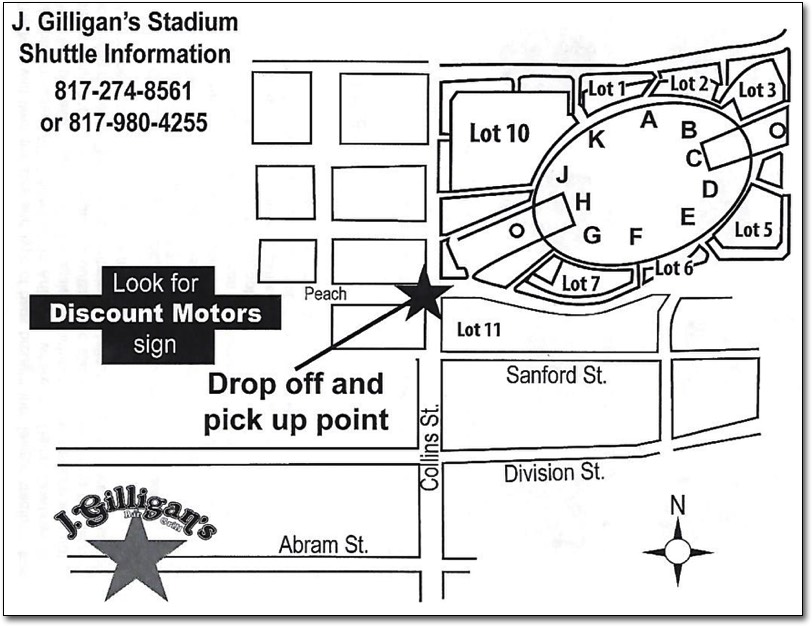 J. Gilligan's Stadium
Shuttle Information
817-274-8561
or 817-980-4255
Lot 1
Lot 2
Lot 3
Lot 10
A
B
K
C
J
D
H
E
Lot 5
G
F
Lot 6
Lot 7
Peach
Look for
Discount Motors
sign
Lot 11
Drop off and
pick up point
Sanford St.
Collins St.
Division St.
J. Gilligan's
Bar
Grill
Abram St.
N